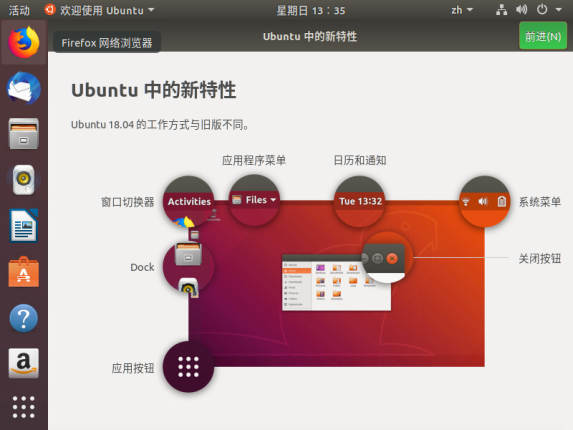 活动 欢迎使用 Ubuntu 星期日 13：35 zh
Firefox 网络浏览器
Ubuntu 中的新特性
前进(N)
Ubuntu 中的新特性
Ubuntu 18.04 的工作方式与旧版不同。
应用程序菜单 日历和通知
窗口切换器 Activities Files Tue 13:32 系统菜单
关闭按钮
Dock
应用按钮